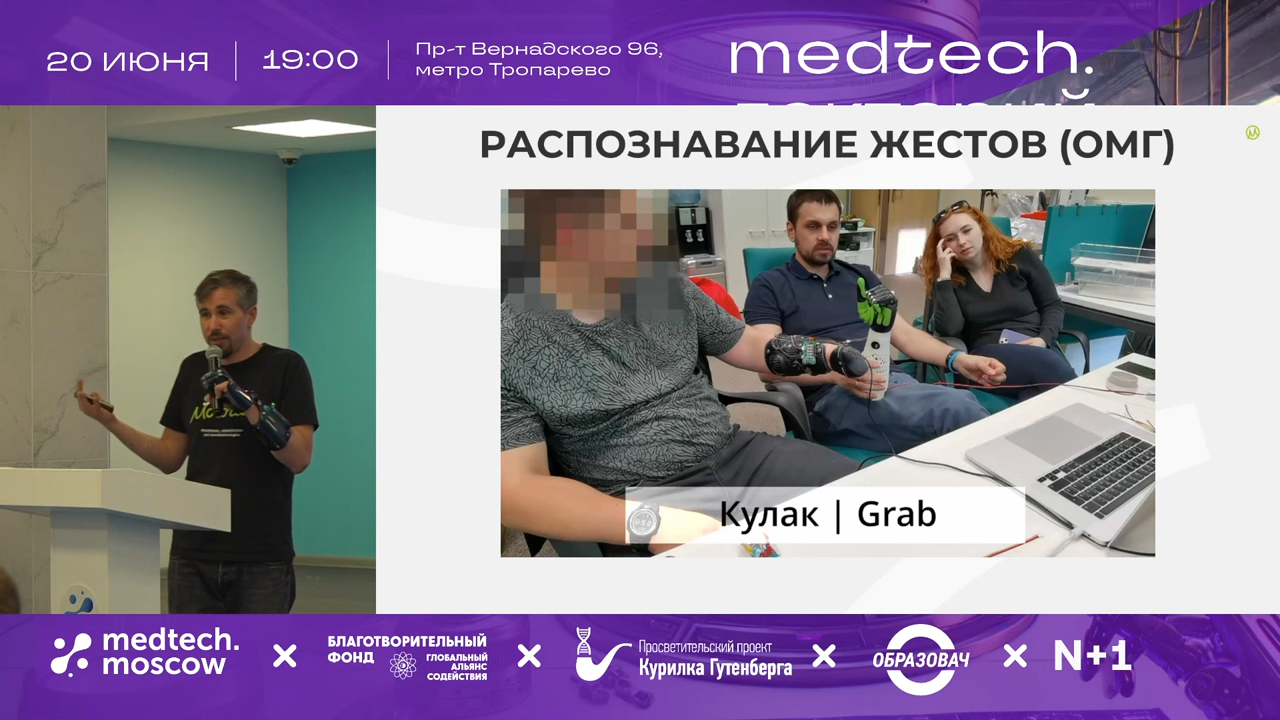 20 ИЮНЯ
19:00
Пр-т Вернадского 96,
метро Тропарево
medtech.
РАСПОЗНАВАНИЕ ЖЕСТОВ (ОМГ)
Кулак | Grab
medtech.
moscow
БЛАГОТВОРИТЕЛЬНЫЙ
ФОНД
ГЛОБАЛЬНЫЙ
АЛЬЯНС
СОДЕЙСТВИЯ
Просветительский проект
Курилка Гутенберга
ОБРАЗОВАЧ
N+1